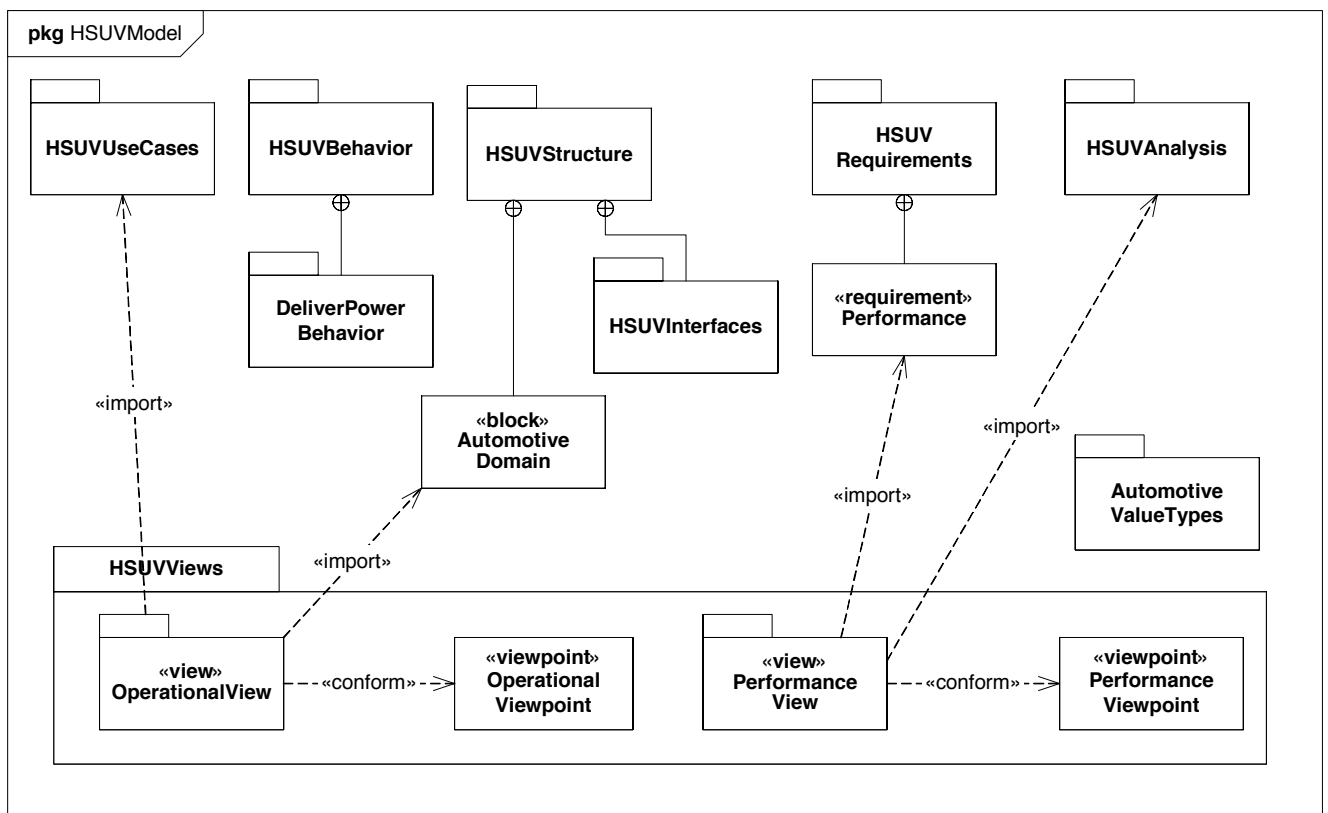 pkg HSUVModel
HSUVUseCases
HSUVBehavior
HSUVStructure
HSUV
Requirements
HSUVAnalysis
DeliverPower
Behavior
HSUVInterfaces
«requirement»
Performance
«import»
«block»
Automotive
Domain
«import»
«import»
Automotive
ValueTypes
«import»
HSUVViews
«view»
OperationalView
«conform»
«viewpoint»
Operational
Viewpoint
«view»
Performance
View
«conform»
«viewpoint»
Performance
Viewpoint